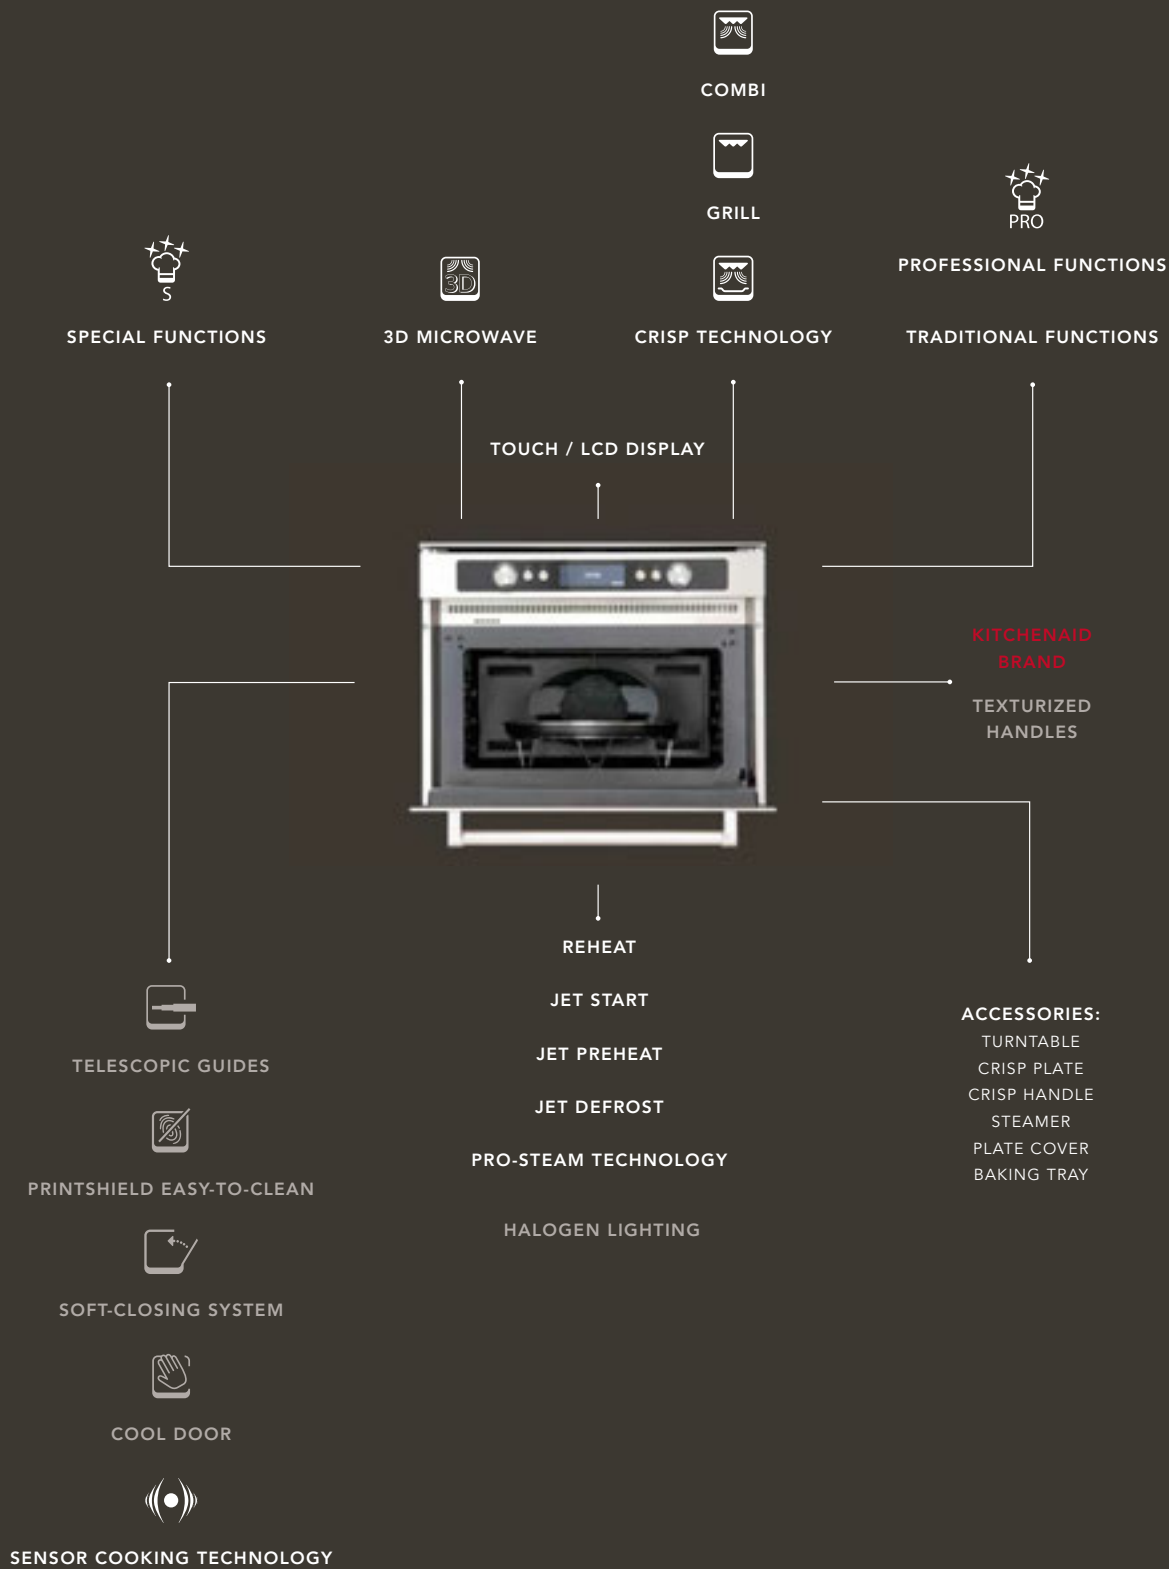 COMBI
GRILL
PRO
PROFESSIONAL FUNCTIONS
S
3D
SPECIAL FUNCTIONS
3D MICROWAVE
CRISP TECHNOLOGY
TRADITIONAL FUNCTIONS
TOUCH / LCD DISPLAY
KITCHENAID
BRAND
TEXTURIZED
HANDLES
REHEAT
JET START
JET PREHEAT
JET DEFROST
PRO-STEAM TECHNOLOGY
HALOGEN LIGHTING
ACCESSORIES:
TURNTABLE
CRISP PLATE
CRISP HANDLE
STEAMER
PLATE COVER
BAKING TRAY
TELESCOPIC GUIDES
PRINTSHIELD EASY-TO-CLEAN
SOFT-CLOSING SYSTEM
COOL DOOR
SENSOR COOKING TECHNOLOGY